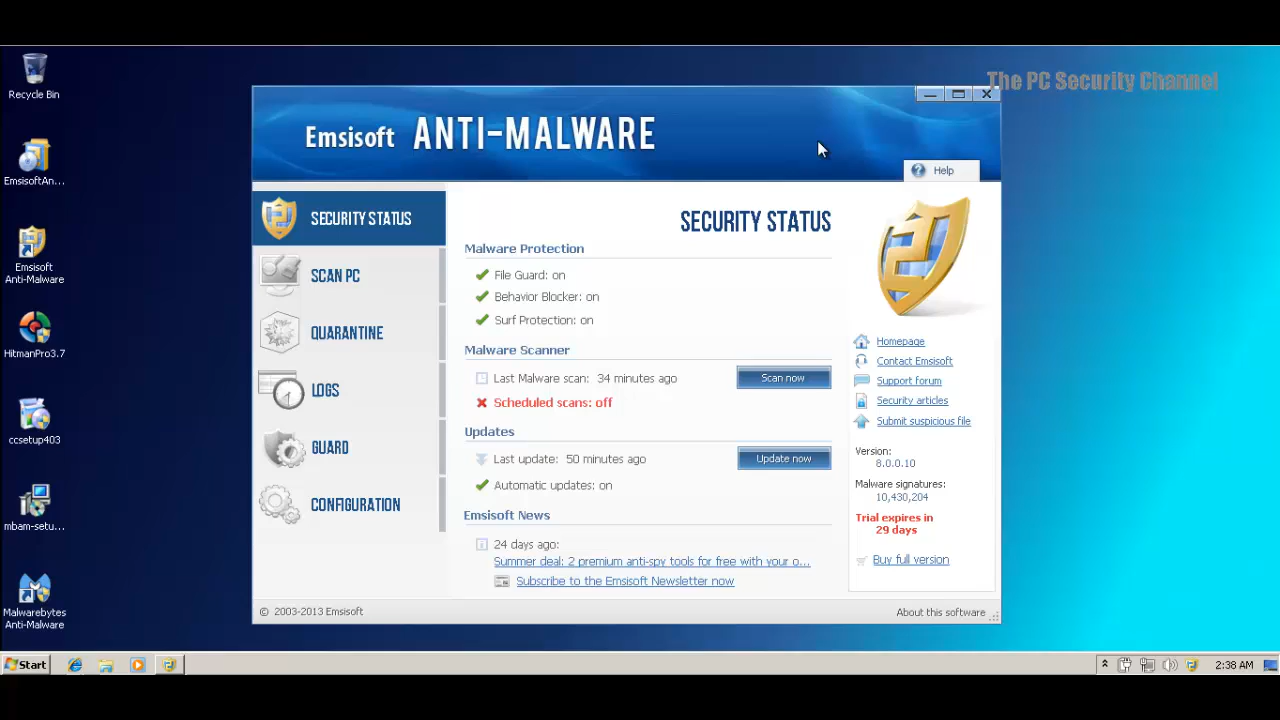 The PC Security Channel
Recycle Bin
EmsisoftAn...
Emsisoft
Anti-Malware
HitmanPro3.7
ccsetup403
mbam-setu...
Malwarebytes
Anti-Malware
Emsisoft ANTI-MALWARE
Help
SECURITY STATUS
SCAN PC
QUARANTINE
LOGS
GUARD
CONFIGURATION
SECURITY STATUS
Malware Protection
File Guard: on
Behavior Blocker: on
Surf Protection: on
Malware Scanner
Last Malware scan: 34 minutes ago
Scan now
Scheduled scans: off
Updates
Last update: 50 minutes ago
Update now
Automatic updates: on
Emsisoft News
24 days ago:
Summer deal: 2 premium anti-spy tools for free with your o...
Subscribe to the Emsisoft Newsletter now
Homepage
Contact Emsisoft
Support forum
Security articles
Submit suspicious file
Version:
8.0.0.10
Malware signatures:
10,430,204
Trial expires in
29 days
Buy full version
© 2003-2013 Emsisoft
About this software
Start
2:38 AM